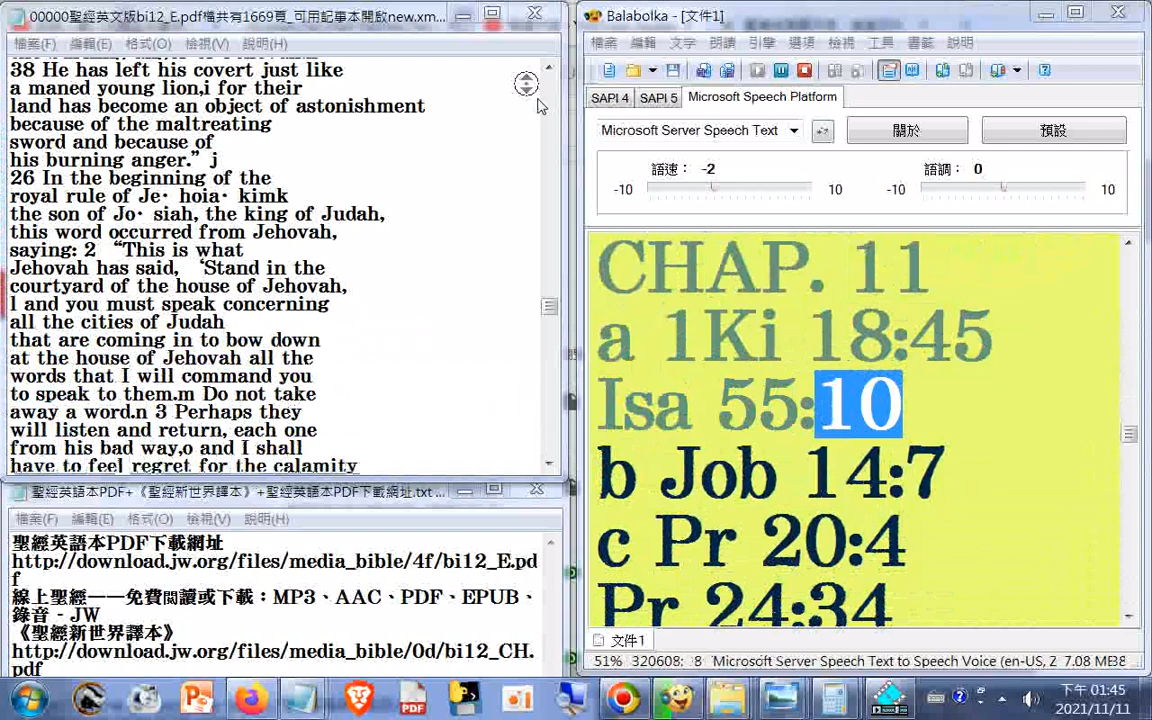 00000聖經英文版bi12_E.pdf檔共有1669頁_可用記事本開啟new.xm...
檔案(F) 編輯(E) 格式(O) 檢視(V) 說明(H)
38 He has left his covert just like
a maned young lion,i for their
land has become an object of astonishment
because of the maltreating
sword and because of
his burning anger.” j
26 In the beginning of the
royal rule of Je‧ hoia‧ kimk
the son of Jo‧ siah, the king of Judah,
this word occurred from Jehovah,
saying: 2 “This is what
Jehovah has said, ‘Stand in the
courtyard of the house of Jehovah,
l and you must speak concerning
all the cities of Judah
that are coming in to bow down
at the house of Jehovah all the
words that I will command you
to speak to them.m Do not take
away a word.n 3 Perhaps they
will listen and return, each one
from his bad way,o and I shall
have to feel regret for the calamity
聖經英語本PDF+《聖經新世界譯本》+聖經英語本PDF下載網址.txt ...
檔案(F) 編輯(E) 格式(O) 檢視(V) 說明(H)
聖經英語本PDF下載網址
http://download.jw.org/files/media_bible/4f/bi12_E.pd
f
線上聖經——免費閱讀或下載：MP3、AAC、PDF、EPUB、
錄音 - JW
《聖經新世界譯本》
http://download.jw.org/files/media_bible/0d/bi12_CH.
pdf
Balabolka - [文件1]
檔案 編輯 文字 朗讀 引擎 選項 檢視 工具 書籤 說明
SAPI 4 SAPI 5 Microsoft Speech Platform
Microsoft Server Speech Text 關於 預設
語速： -2 語調： 0
-10 10 -10 10
CHAP. 11
a 1Ki 18:45
Isa 55:10
b Job 14:7
c Pr 20:4
Pr 24:34
文件1
51% 320608: 8 Microsoft Server Speech Text to Speech Voice (en-US, 2 7.08 MB
PDF
下午 01:45
2021/11/11